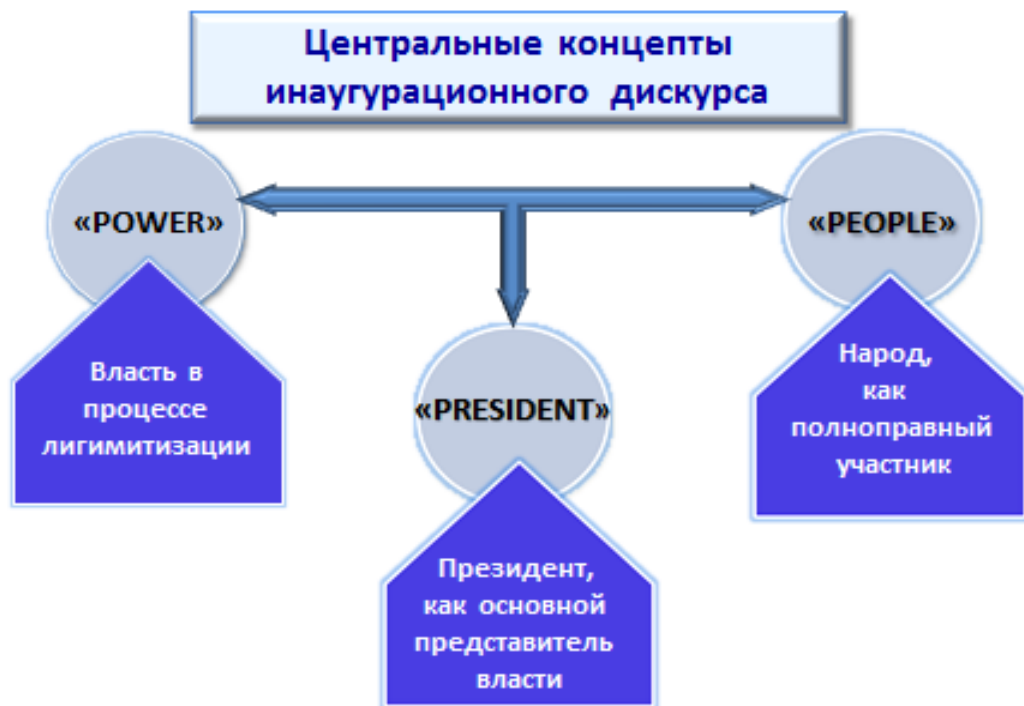 Центральные концепты
инаугурационного дискурса
«POWER»
«PEOPLE»
Власть в
процессе
лигимитизации
«PRESIDENT»
Народ,
как
полноправный
участник
Президент,
как основной
представитель
власти